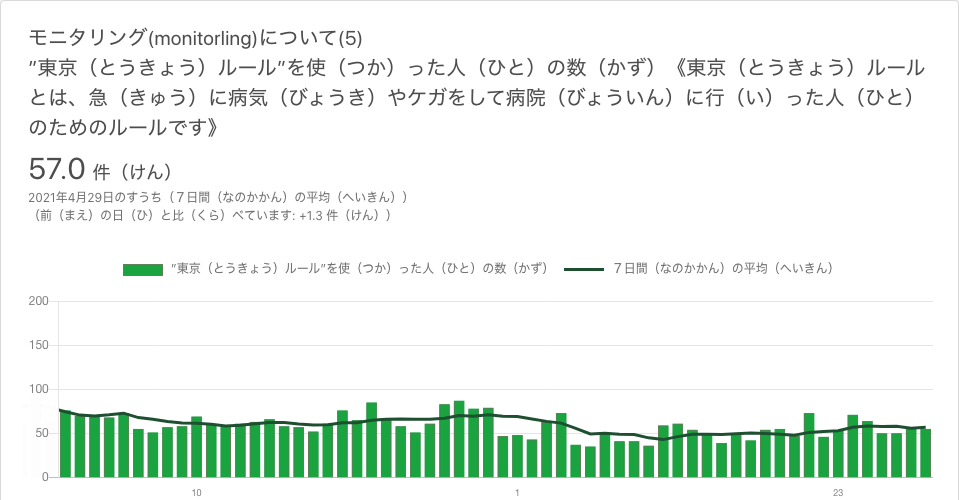 モニタリング(monitorling)について(5)
”東京（とうきょう）ルール”を使（つか）った人（ひと）の数（かず）《東京（とうきょう）ルール
とは、急（きゅう）に病気（びょうき）やケガをして病院（びょういん）に行（い）った人（ひと）
のためのルールです》
57.0 件（けん）
2021年4月29日のすうち（７日間（なのかかん）の平均（へいきん））
（前（まえ）の日（ひ）と比（くら）べています: +1.3 件（けん））
”東京（とうきょう）ルール”を使（つか）った人（ひと）の数（かず） ７日間（なのかかん）の平均（へいきん）
200
150
100
50
0
10 1 23